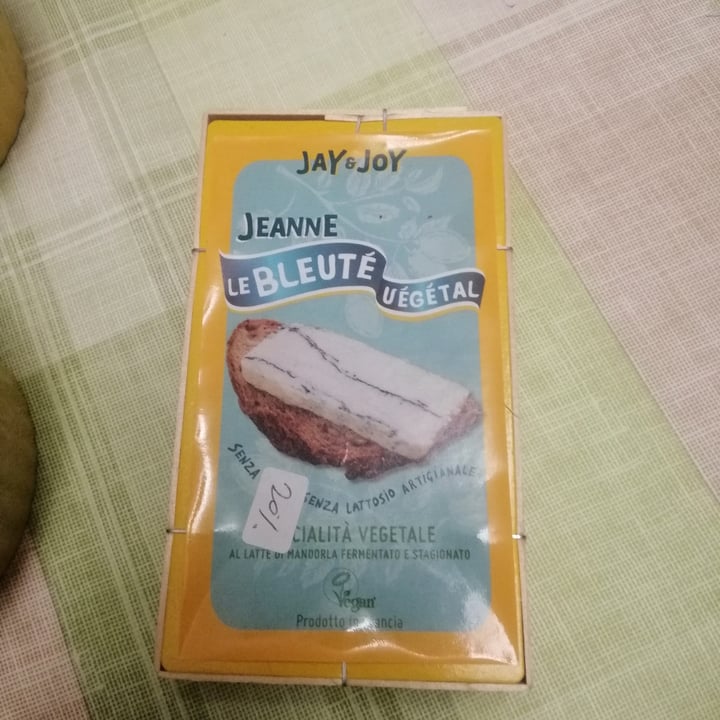 JAY & JOY
JEANNE
LE BLEUTÉ VÉGÉTAL
SENZA SENZA LATTOSIO ARTIGIANALE
20%
CIALITÀ VEGETALE
AL LATTE DI MANDORLA FERMENTATO E STAGIONATO
Vegan
Prodotto in Francia